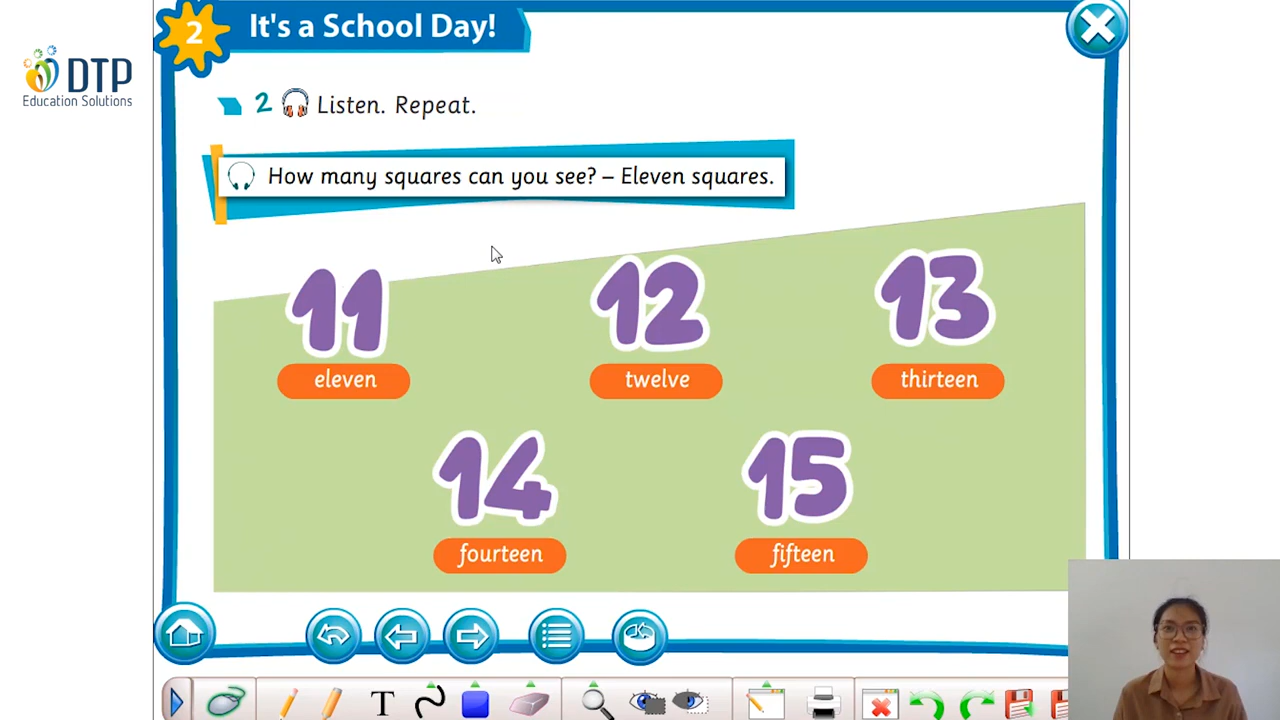 2
It's a School Day!
DTP
Education Solutions
2 Listen. Repeat.
How many squares can you see? – Eleven squares.
11
12
13
eleven
twelve
thirteen
14
15
fourteen
fifteen
T